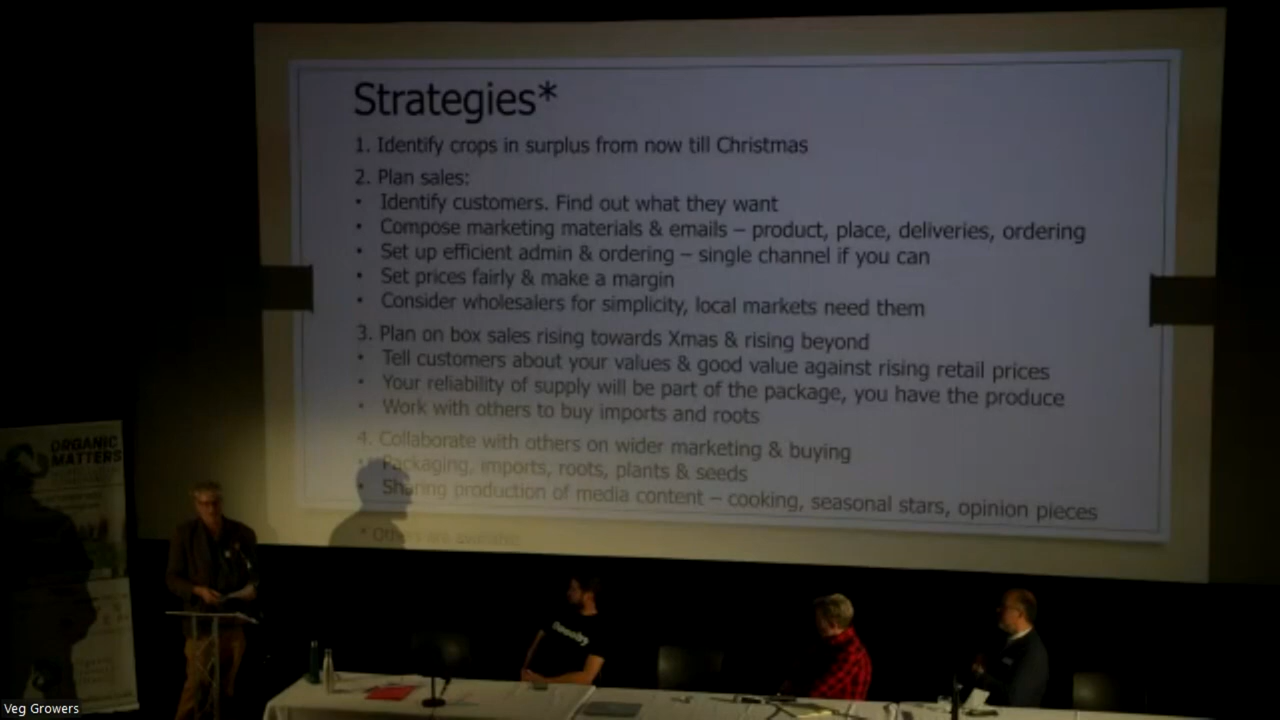 Strategies*
1. Identify crops in surplus from now till Christmas
2. Plan sales:
• Identify customers. Find out what they want
• Compose marketing materials & emails – product, place, deliveries, ordering
• Set up efficient admin & ordering – single channel if you can
• Set prices fairly & make a margin
• Consider wholesalers for simplicity, local markets need them
3. Plan on box sales rising towards Xmas & rising beyond
• Tell customers about your values & good value against rising retail prices
• Your reliability of supply will be part of the package, you have the produce
• Work with others to buy imports and roots
4. Collaborate with others on wider marketing & buying
• Packaging, imports, roots, plants & seeds
• Sharing production of media content – cooking, seasonal stars, opinion pieces
* Others are available
ORGANIC
MATTERS
Veg Growers